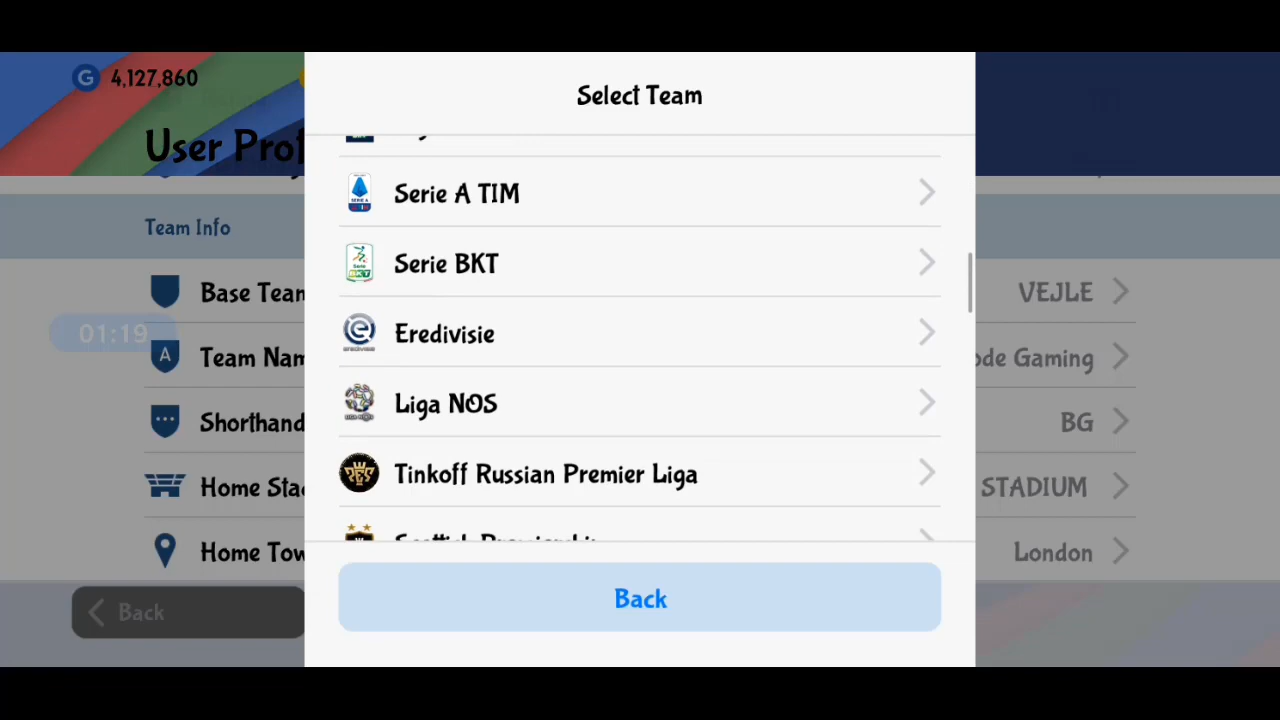 4,127,860
Select Team
User Prof
Serie A TIM
Team Info
Serie BKT
Base Team
VEJLE
01:19
Eredivisie
Team Nam
ode Gaming
Liga NOS
Shorthand
BG
Tinkoff Russian Premier Liga
Home Sta
STADIUM
Scottish Premiership
Home Tow
London
Back
Back